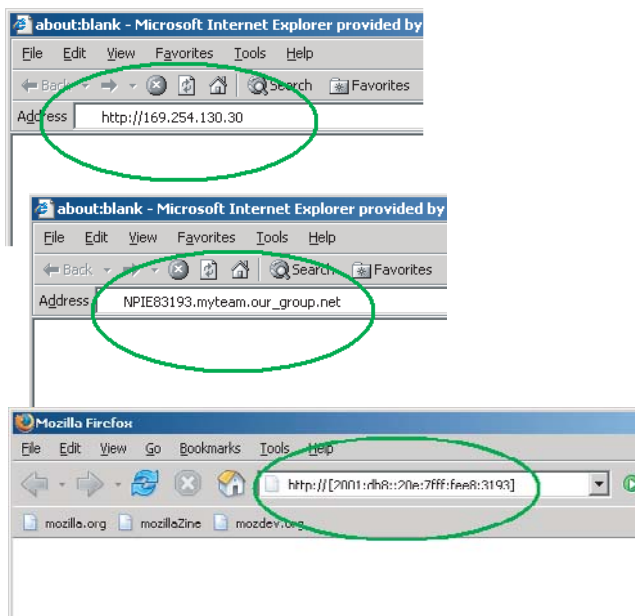 about:blank - Microsoft Internet Explorer provided by
File Edit View Favorites Tools Help
Back Search Favorites
Address http://169.254.130.30
about:blank - Microsoft Internet Explorer provided by
File Edit View Favorites Tools Help
Back Search Favorites
Address NPIE83193.myteam.our_group.net
Mozilla Firefox
File Edit View Go Bookmarks Tools Help
http://[2001:db8::20e:7fff:fee8:3193]
mozilla.org mozillaZine mozdev.org